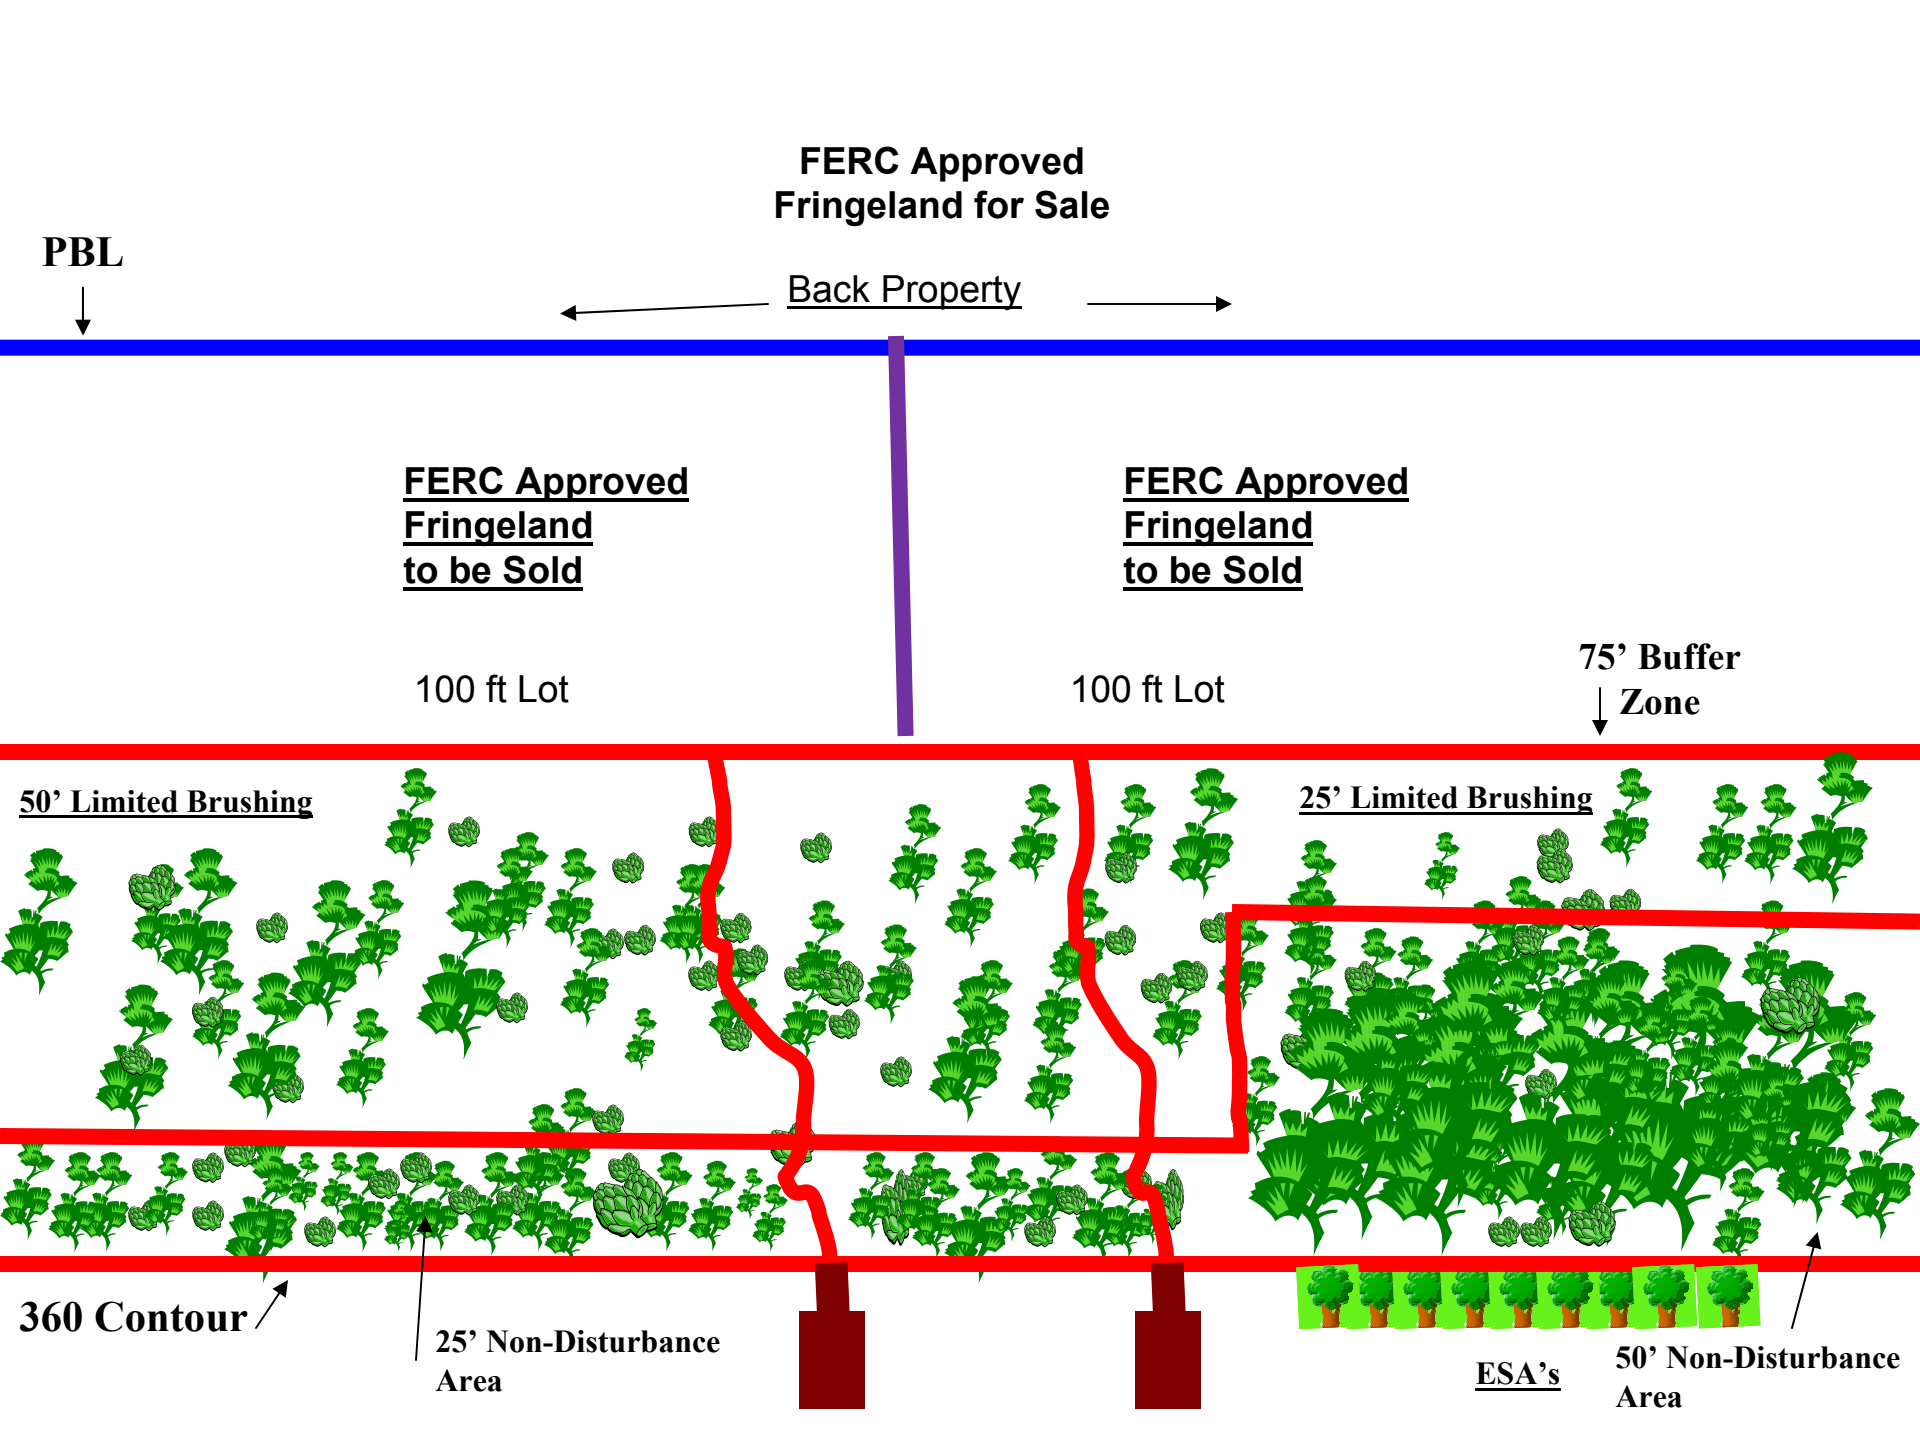 FERC Approved
Fringeland for Sale
PBL
Back Property
FERC Approved
Fringeland
to be Sold
FERC Approved
Fringeland
to be Sold
100 ft Lot
100 ft Lot
75’ Buffer
Zone
50’ Limited Brushing
25’ Limited Brushing
360 Contour
25’ Non-Disturbance
Area
ESA’s
50’ Non-Disturbance
Area